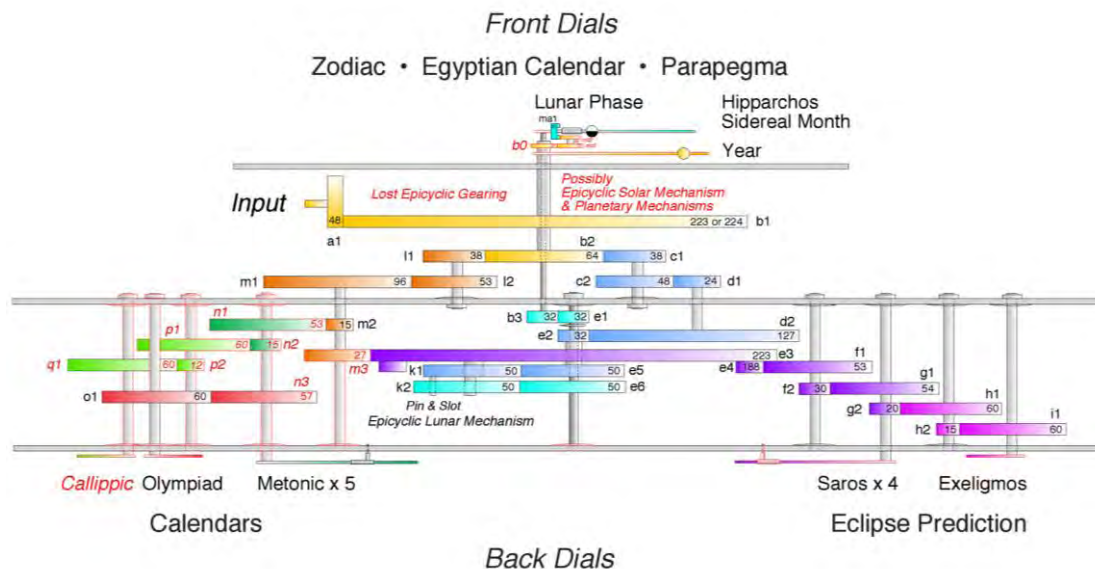 Front Dials
Zodiac • Egyptian Calendar • Parapegma
Lunar Phase
Hipparchos
Sidereal Month
ma1
b0
Year
Input
Lost Epicyclic Gearing
Possibly
Epicyclic Solar Mechanism
& Planetary Mechanisms
48
223 or 224
b1
a1
b2
l1
38
64
38
c1
m1
96
53
l2
c2
48
24
d1
n1
53
15
m2
b3
32
32
e1
d2
p1
60
15
n2
e2
32
127
q1
60
12
p2
27
m3
223
e3
f1
k1
50
50
e5
e4
188
53
n3
k2
50
50
e6
f2
30
54
g1
o1
60
57
Pin & Slot
Epicyclic Lunar Mechanism
g2
20
60
h1
h2
15
60
i1
Callippic
Olympiad
Metonic x 5
Saros x 4
Exeligmos
Calendars
Eclipse Prediction
Back Dials